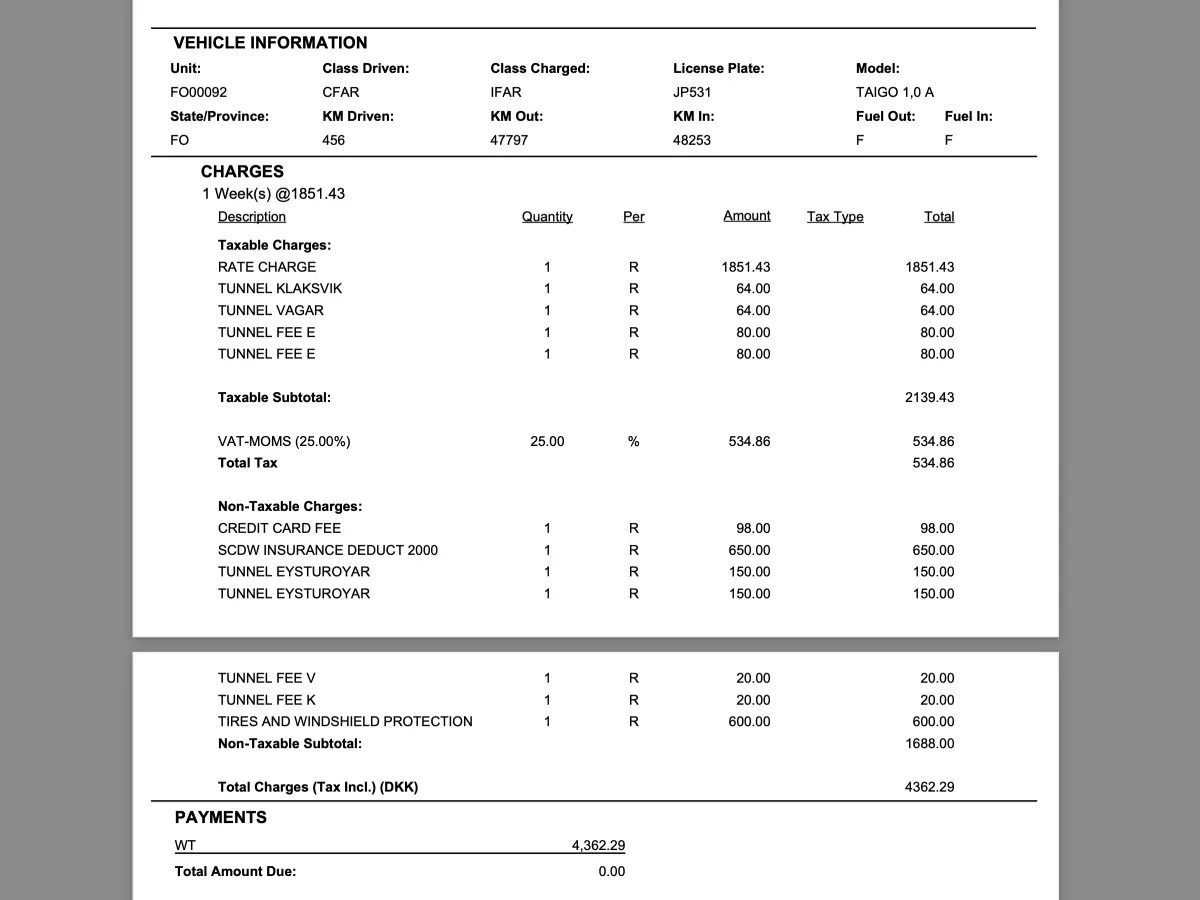 VEHICLE INFORMATION
Unit: Class Driven: Class Charged: License Plate: Model:
FO00092 CFAR IFAR JP531 TAIGO 1,0 A
State/Province: KM Driven: KM Out: KM In: Fuel Out: Fuel In:
FO 456 47797 48253 F F
CHARGES
1 Week(s) @1851.43
Description Quantity Per Amount Tax Type Total
Taxable Charges:
RATE CHARGE 1 R 1851.43 1851.43
TUNNEL KLAKSVIK 1 R 64.00 64.00
TUNNEL VAGAR 1 R 64.00 64.00
TUNNEL FEE E 1 R 80.00 80.00
TUNNEL FEE E 1 R 80.00 80.00
Taxable Subtotal: 2139.43
VAT-MOMS (25.00%) 25.00 % 534.86 534.86
Total Tax 534.86
Non-Taxable Charges:
CREDIT CARD FEE 1 R 98.00 98.00
SCDW INSURANCE DEDUCT 2000 1 R 650.00 650.00
TUNNEL EYSTUROYAR 1 R 150.00 150.00
TUNNEL EYSTUROYAR 1 R 150.00 150.00
TUNNEL FEE V 1 R 20.00 20.00
TUNNEL FEE K 1 R 20.00 20.00
TIRES AND WINDSHIELD PROTECTION 1 R 600.00 600.00
Non-Taxable Subtotal: 1688.00
Total Charges (Tax Incl.) (DKK) 4362.29
PAYMENTS
WT 4,362.29
Total Amount Due: 0.00